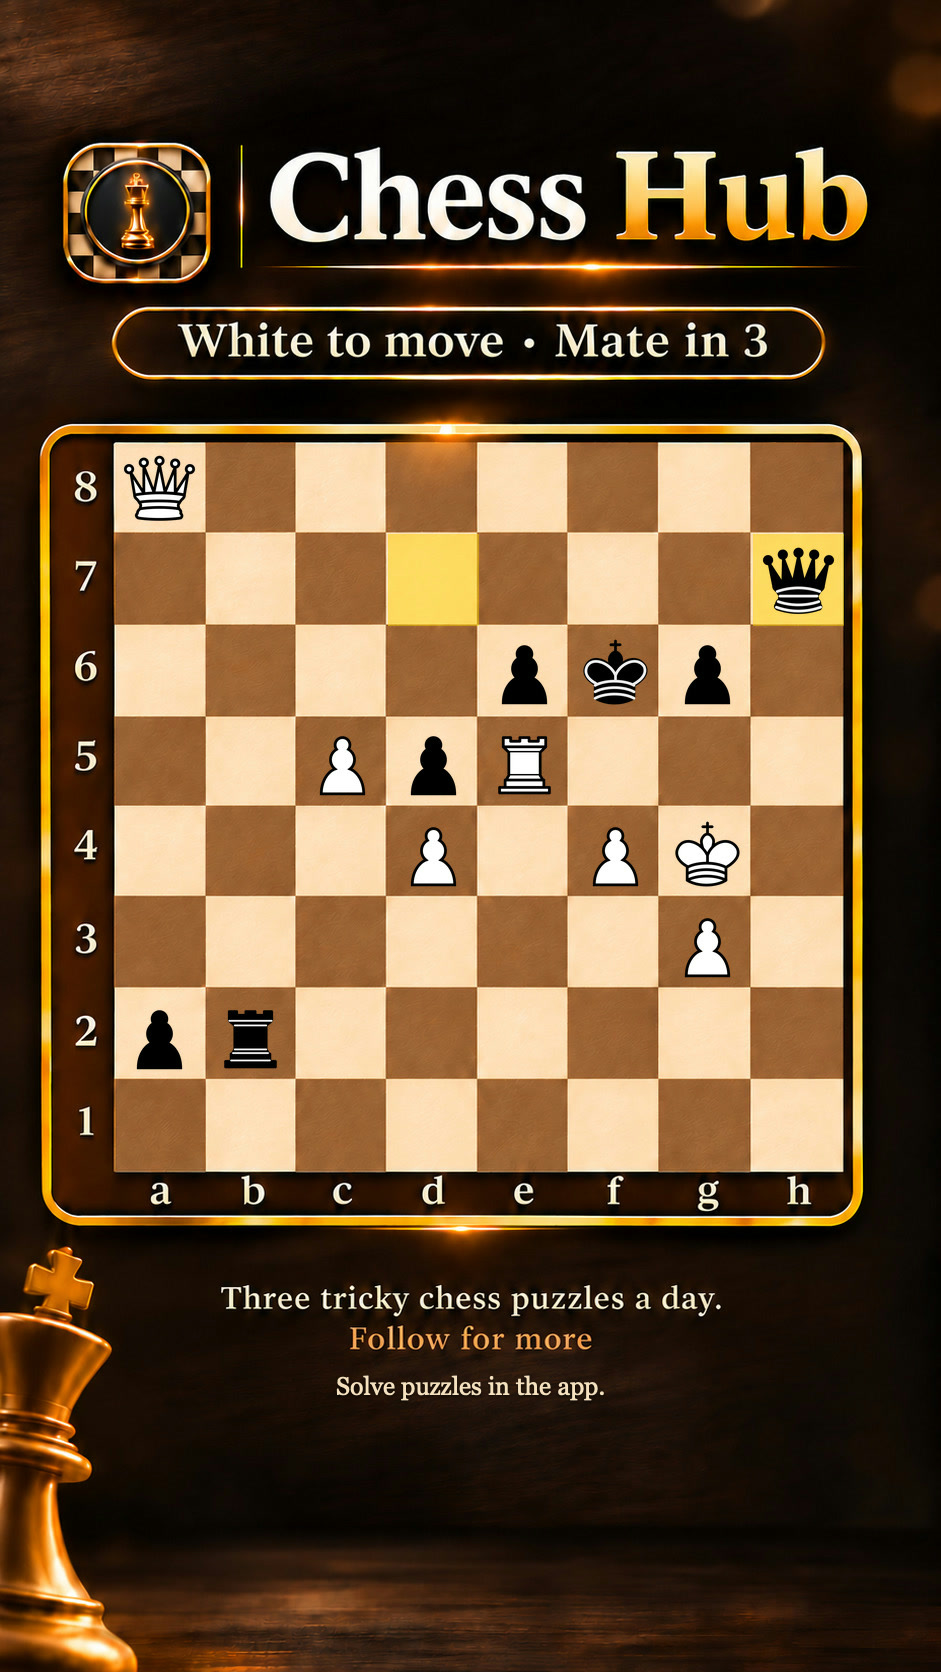 Chess Hub
White to move • Mate in 3
8
7
6
5
4
3
2
1
a b c d e f g h
Three tricky chess puzzles a day.
Follow for more
Solve puzzles in the app.